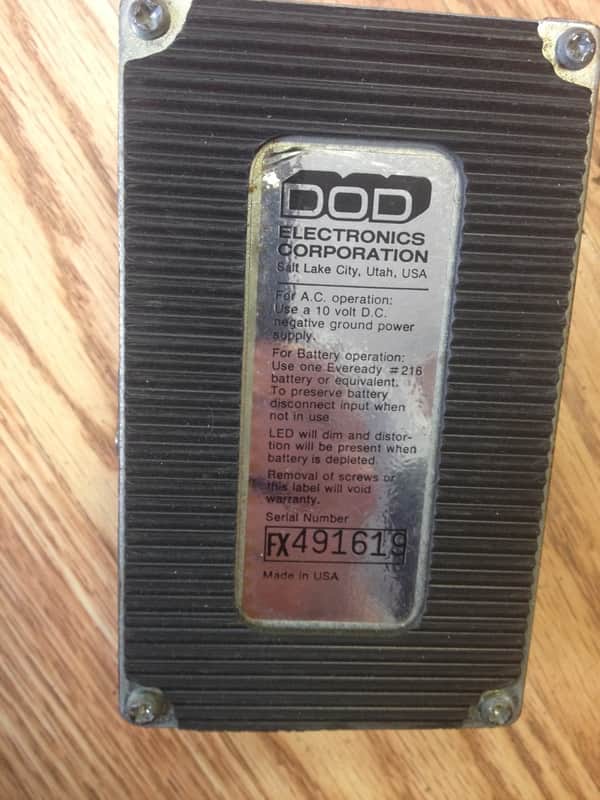 DOD
ELECTRONICS
CORPORATION
Salt Lake City, Utah, USA
For A.C. operation:
Use a 10 volt D.C.
negative ground power
supply.
For Battery operation:
Use one Eveready #216
battery or equivalent.
To preserve battery
disconnect input when
not in use.
LED will dim and distor-
tion will be present when
battery is depleted.
Removal of screws or
this label will void
warranty.
Serial Number
FX491619
Made in USA